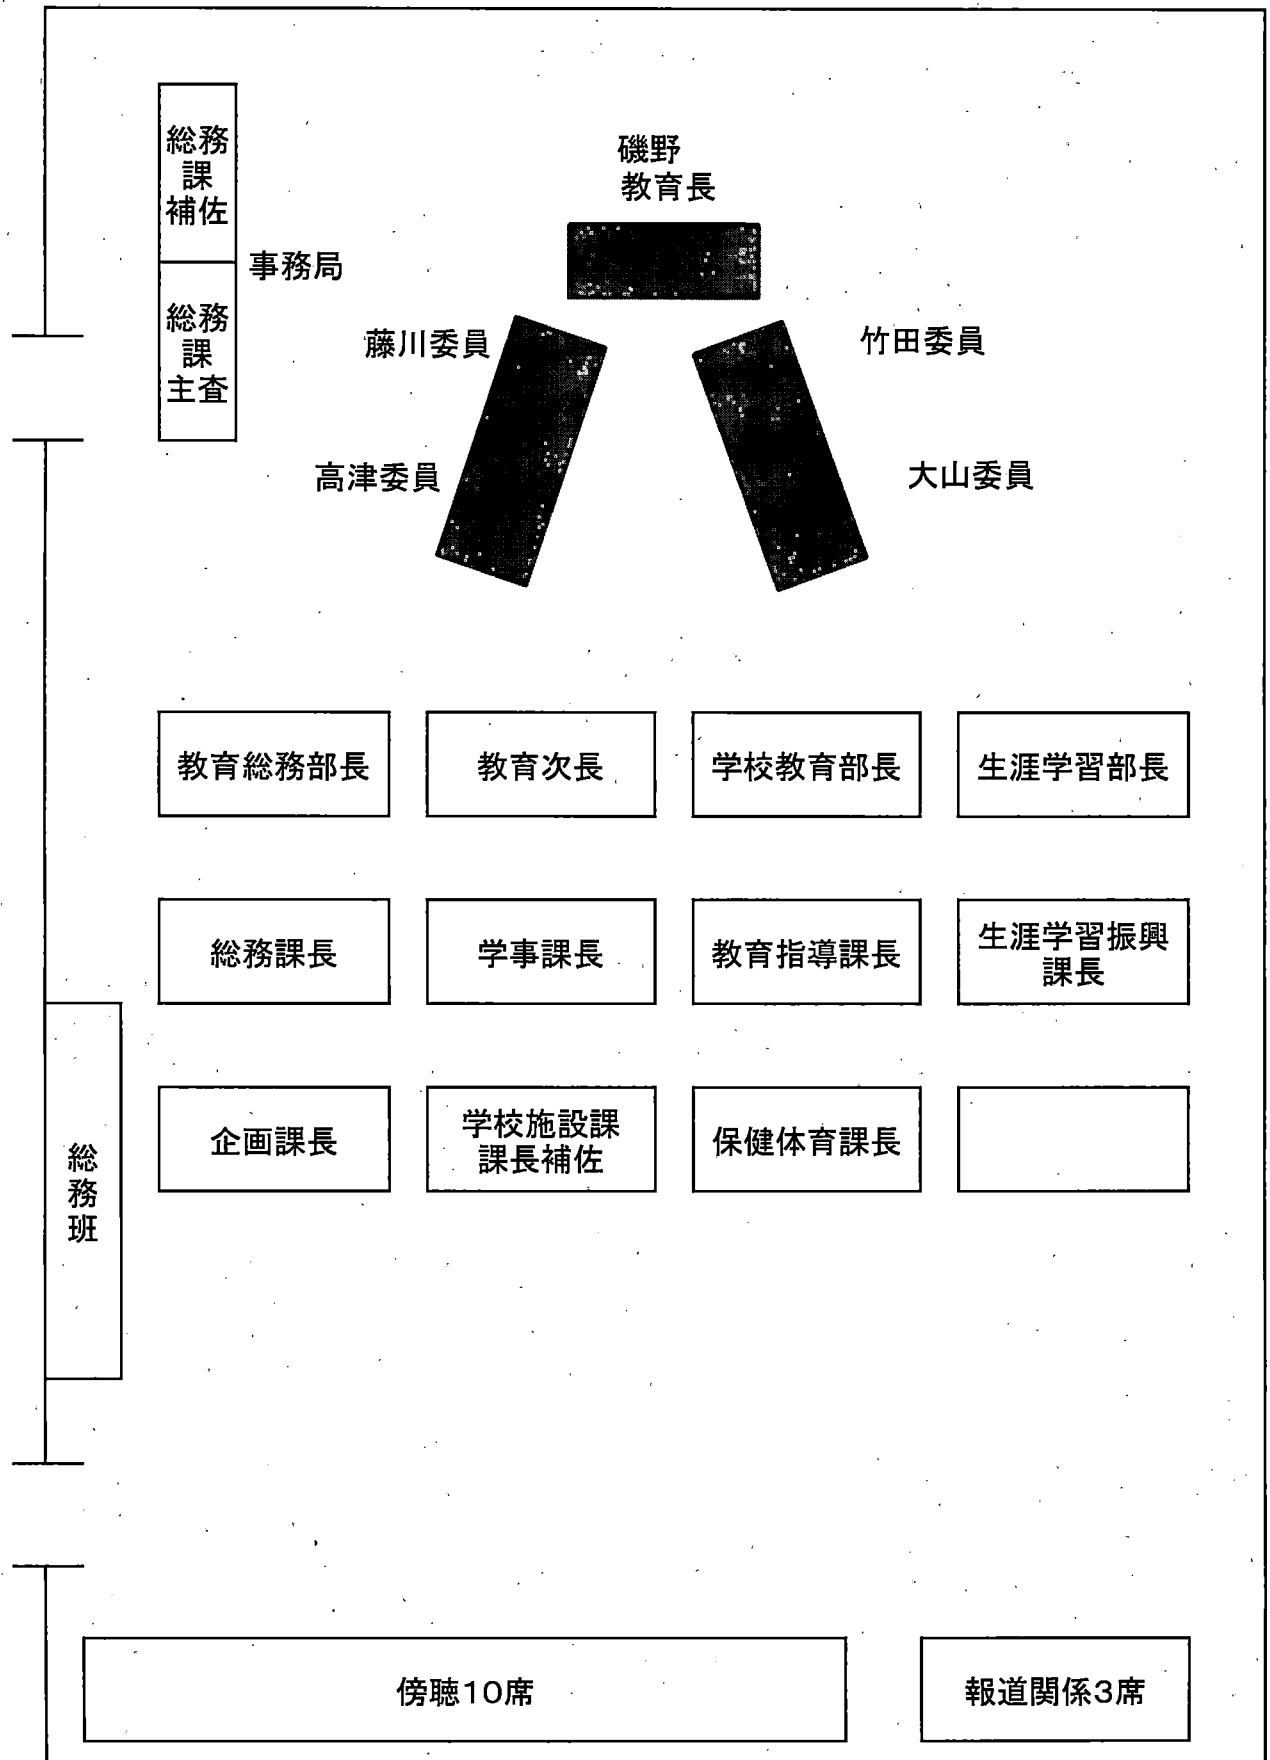 総務
課
補佐
総務
課
主査
事務局
磯野
教育長
藤川委員
竹田委員
高津委員
大山委員
教育総務部長
教育次長
学校教育部長
生涯学習部長
総務課長
学事課長
教育指導課長
生涯学習振興
課長
企画課長
学校施設課
課長補佐
保健体育課長
総
務
班
傍聴10席
報道関係3席